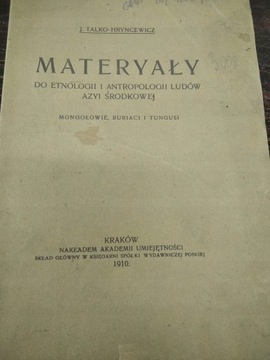 J. TALKO-HRYNCEWICZ
MATERYAŁY
DO ETNOLOGII I ANTROPOLOGII LUDÓW
AZYI ŚRODKOWEJ
MONGOŁOWIE, BURIACI I TUNGUSI
KRAKÓW
NAKŁADEM AKADEMII UMIEJĘTNOŚCI
SKŁAD GŁÓWNY W KSIĘGARNI SPÓŁKI WYDAWNICZEJ POLSKIEJ
1910.